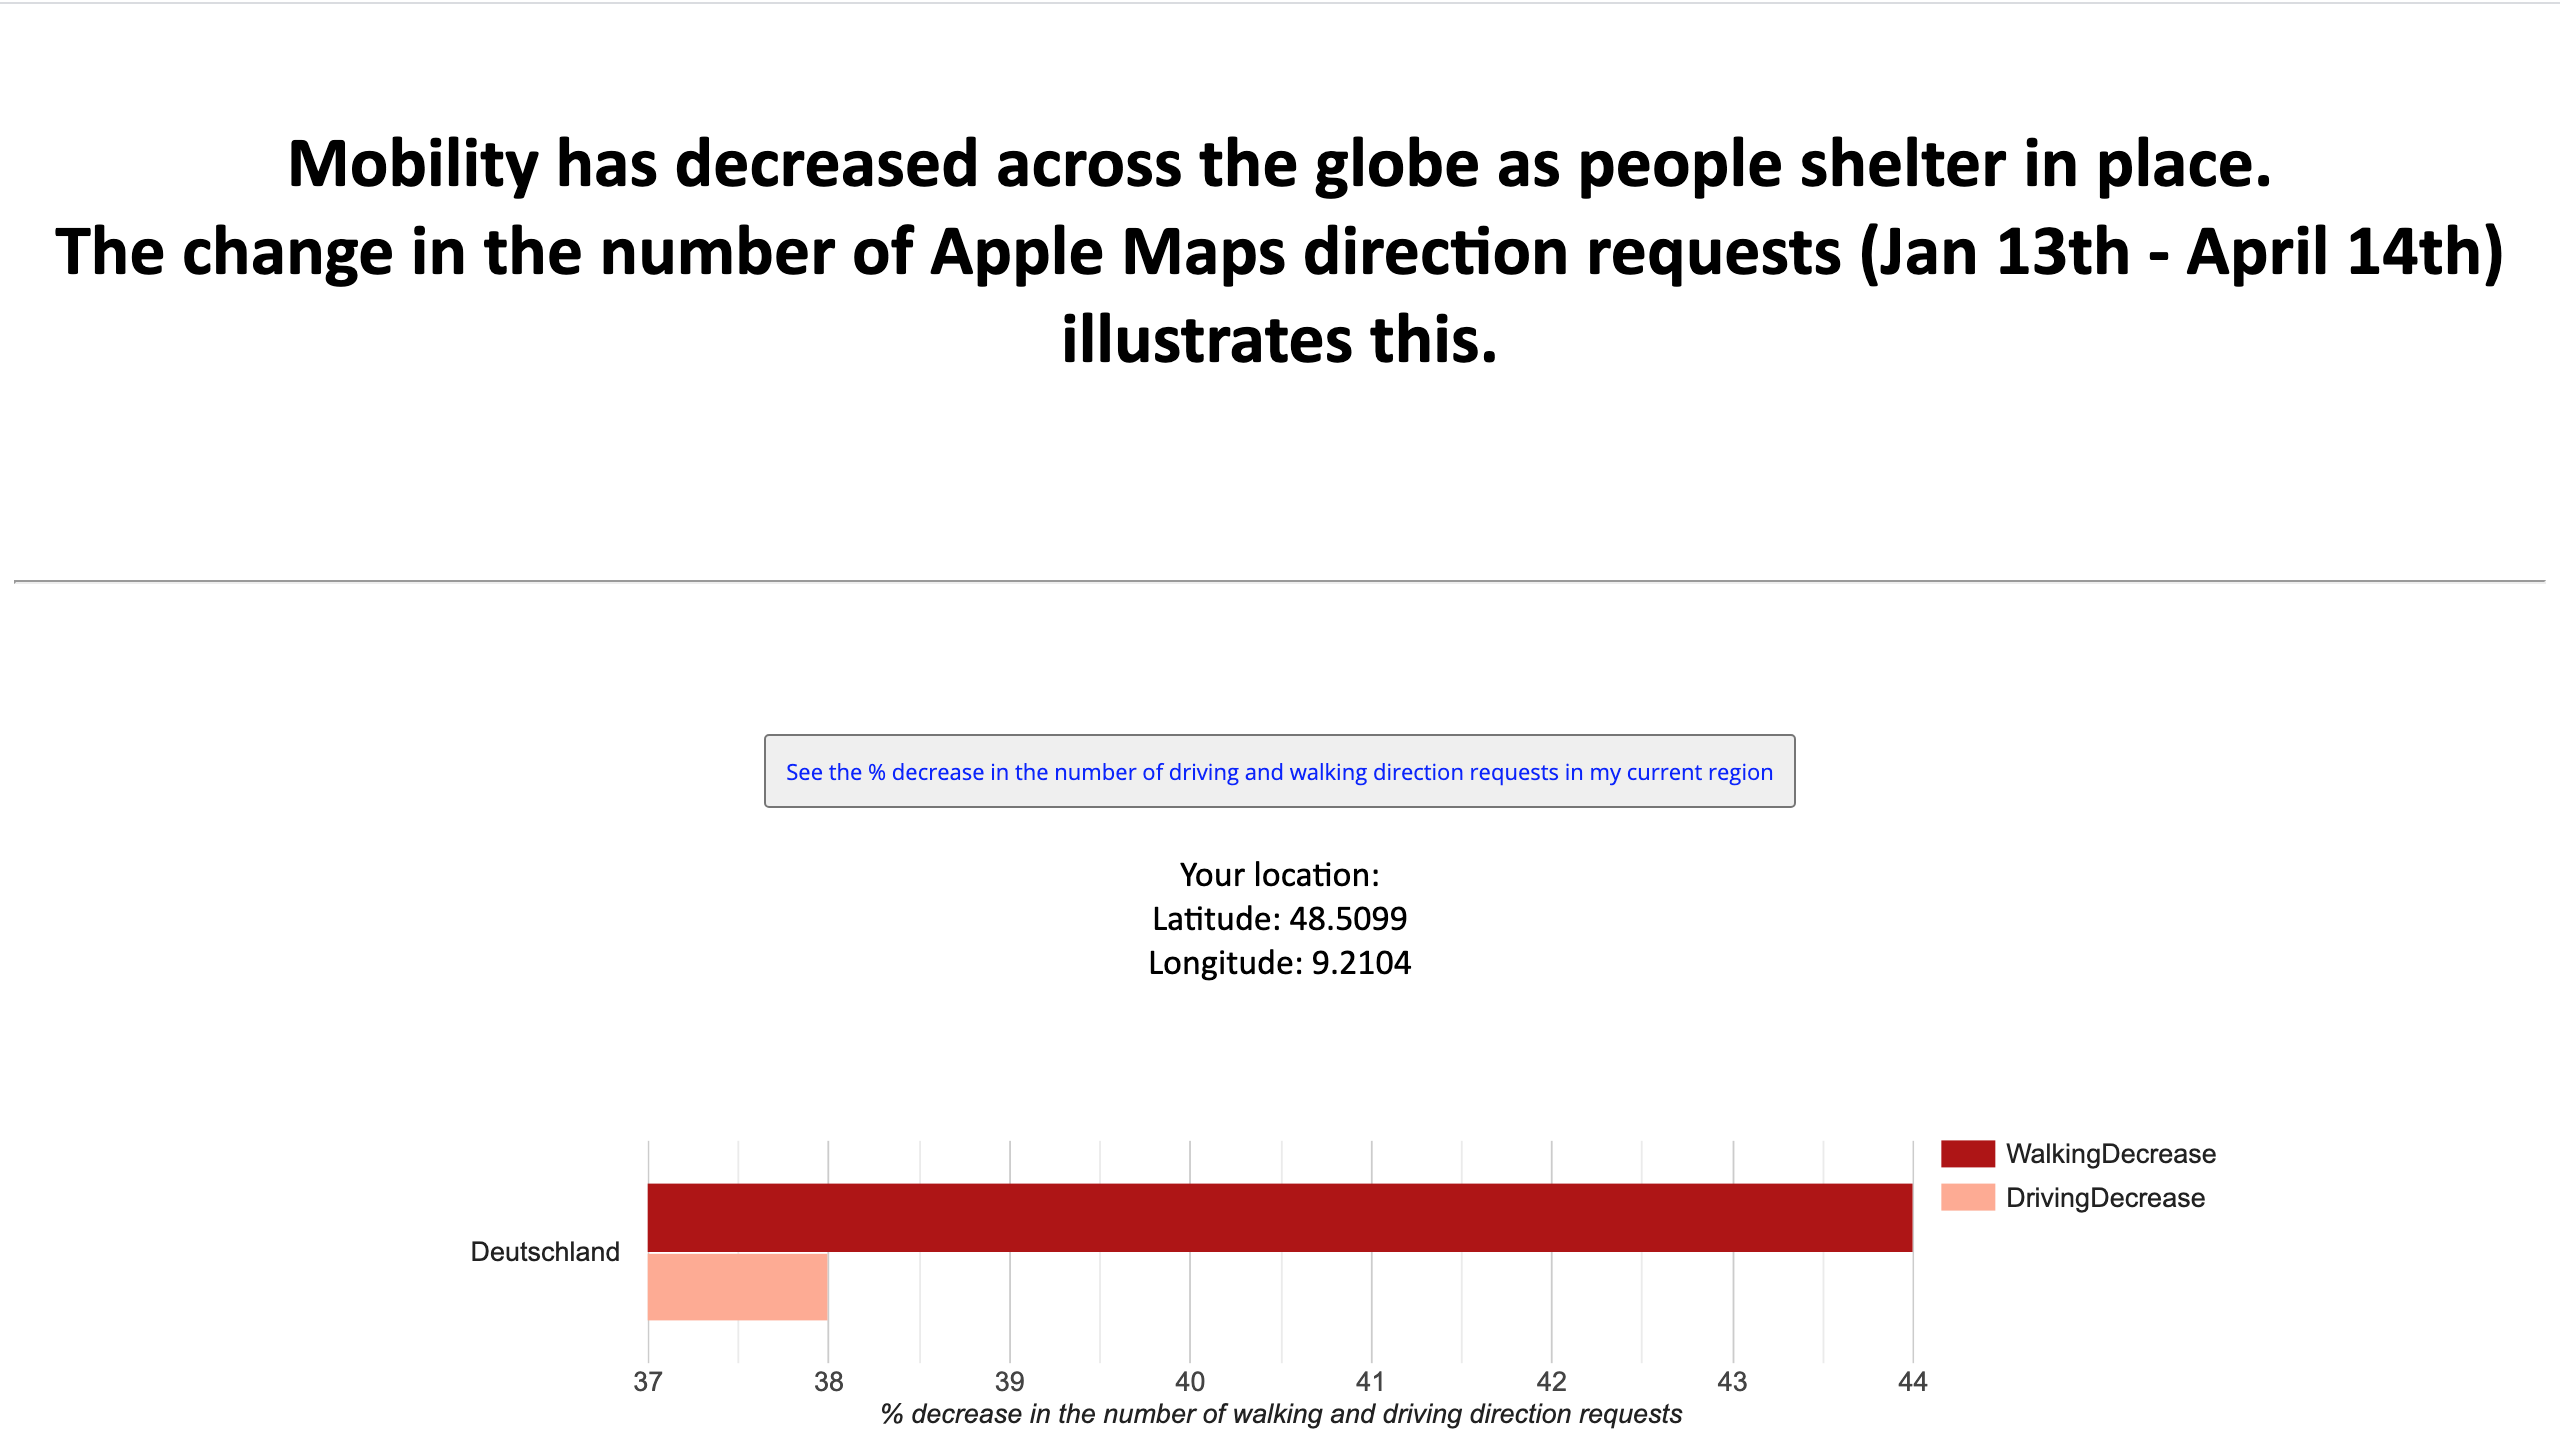 Mobility has decreased across the globe as people shelter in place.
The change in the number of Apple Maps direction requests (Jan 13th - April 14th)
illustrates this.
See the % decrease in the number of driving and walking direction requests in my current region
Your location:
Latitude: 48.5099
Longitude: 9.2104
WalkingDecrease
DrivingDecrease
Deutschland
37 38 39 40 41 42 43 44
% decrease in the number of walking and driving direction requests